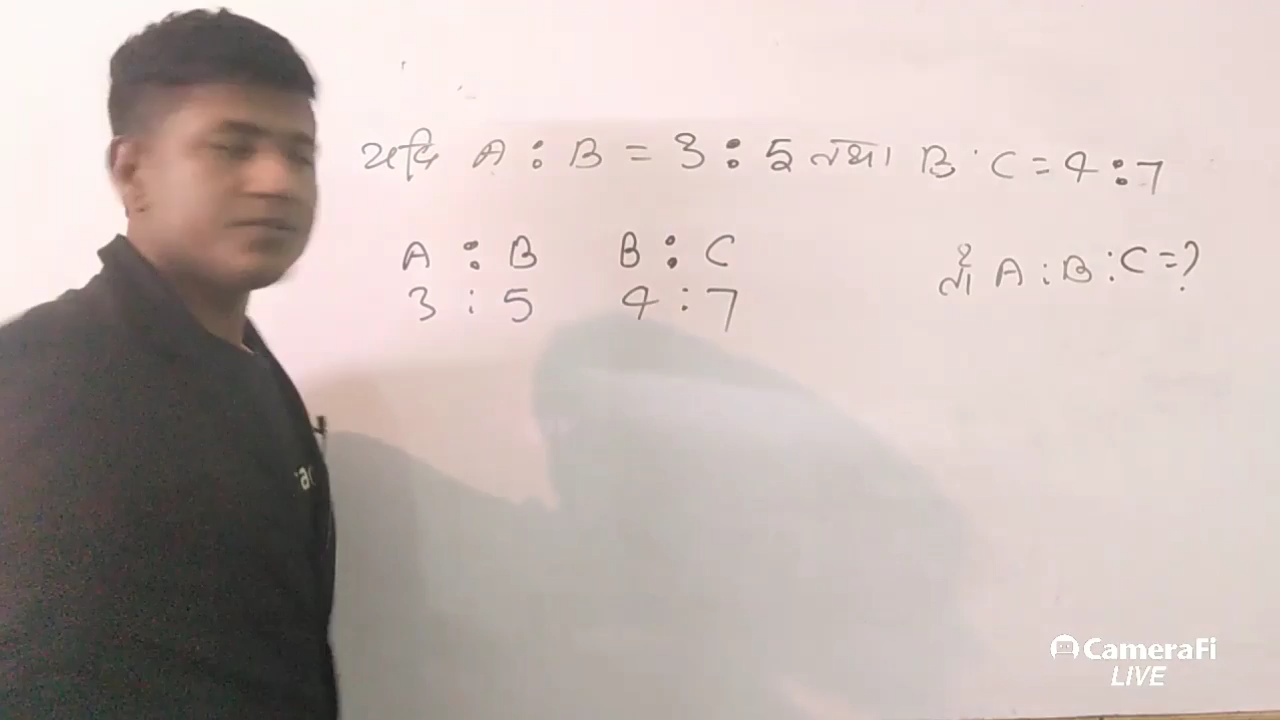 यदि A : B = 3 : 5 तथा B : C = 4 : 7
A : B B : C
तो A : B : C = ?
3 : 5 4 : 7
CameraFi
LIVE